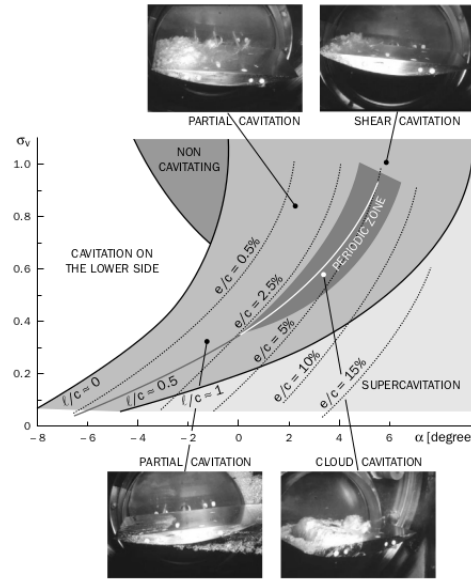 PARTIAL CAVITATION
SHEAR CAVITATION
σv
NON
CAVITATING
1.0
0.8
0.6
0.4
0.2
0
CAVITATION ON
THE LOWER SIDE
PERIODIC ZONE
e/c = 0.5%
e/c = 2.5%
e/c = 5%
e/c = 10%
e/c = 15%
ℓ/c ≈ 0
ℓ/c ≈ 0.5
ℓ/c ≈ 1
SUPERCAVITATION
-8 -6 -4 -2 0 2 4 6 8
α [degree
PARTIAL CAVITATION
CLOUD CAVITATION